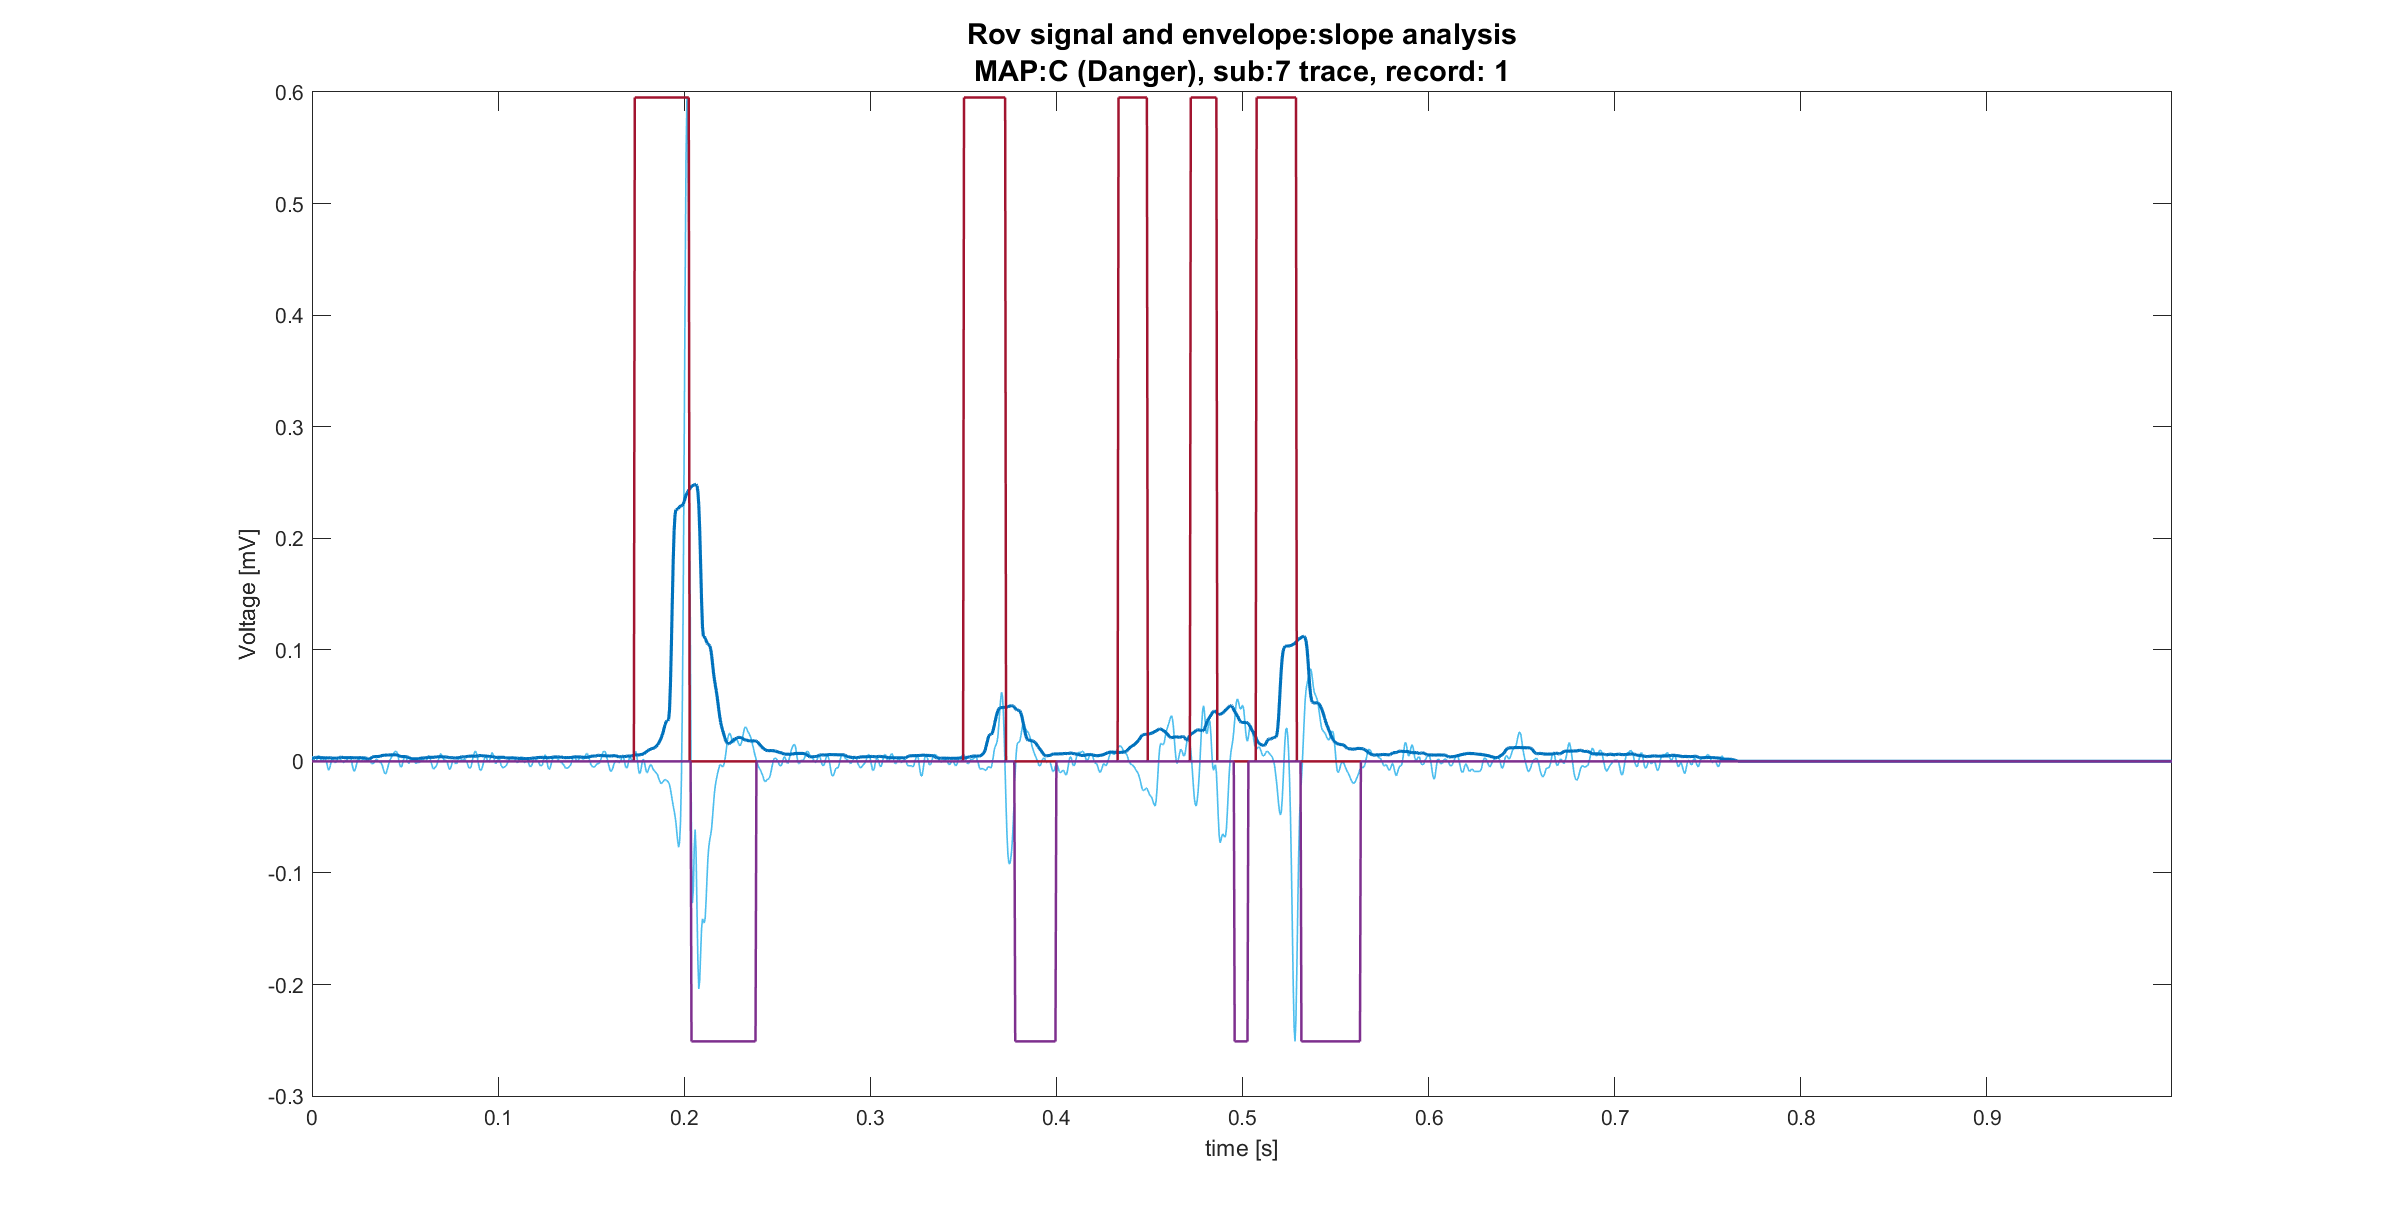 Rov signal and envelope:slope analysis
MAP:C (Danger), sub:7 trace, record: 1
0.6
0.5
0.4
0.3
0.2
0.1
0
-0.1
-0.2
-0.3
Voltage [mV]
0 0.1 0.2 0.3 0.4 0.5 0.6 0.7 0.8 0.9
time [s]